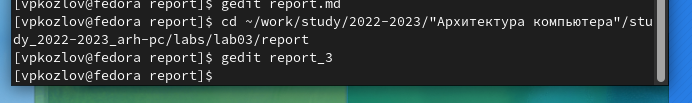 [vpkozlov@fedora report]$ gedit report.md
[vpkozlov@fedora report]$ cd ~/work/study/2022-2023/"Архитектура компьютера"/stu
dy_2022-2023_arh-pc/labs/lab03/report
[vpkozlov@fedora report]$ gedit report_3
[vpkozlov@fedora report]$